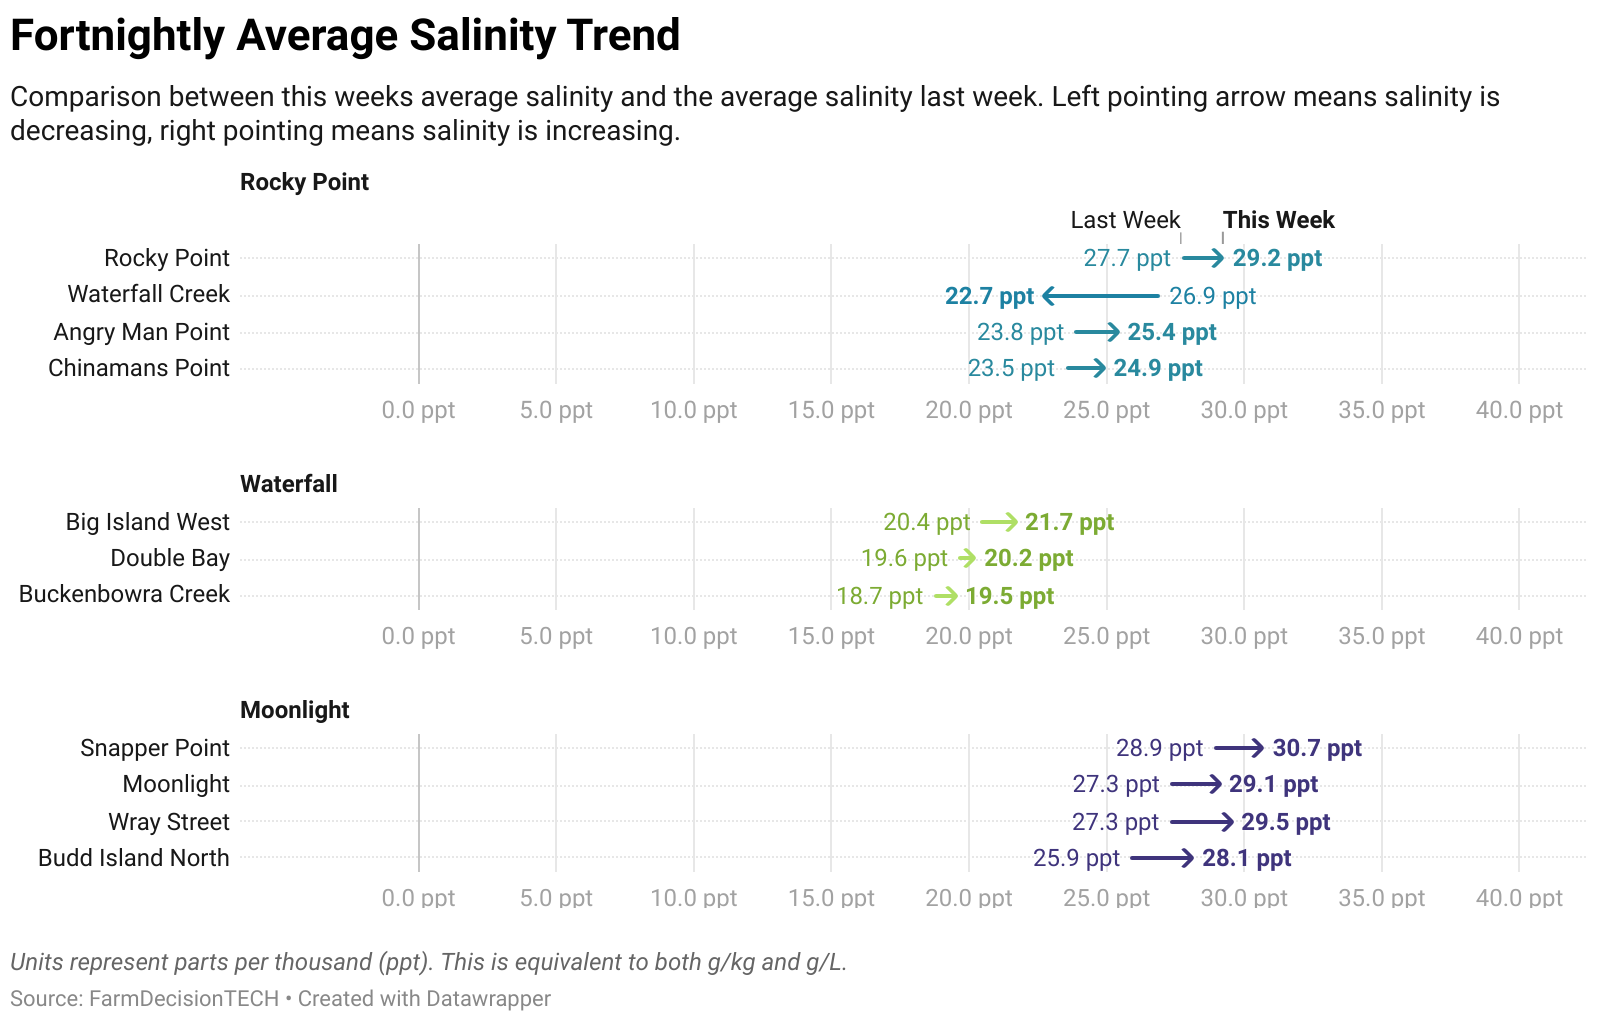 Fortnightly Average Salinity Trend
Comparison between this weeks average salinity and the average salinity last week. Left pointing arrow means salinity is
decreasing, right pointing means salinity is increasing.
Rocky Point
Last Week This Week
Rocky Point 27.7 ppt 29.2 ppt
Waterfall Creek 22.7 ppt 26.9 ppt
Angry Man Point 23.8 ppt 25.4 ppt
Chinamans Point 23.5 ppt 24.9 ppt
0.0 ppt 5.0 ppt 10.0 ppt 15.0 ppt 20.0 ppt 25.0 ppt 30.0 ppt 35.0 ppt 40.0 ppt
Waterfall
Big Island West 20.4 ppt 21.7 ppt
Double Bay 19.6 ppt 20.2 ppt
Buckenbowra Creek 18.7 ppt 19.5 ppt
0.0 ppt 5.0 ppt 10.0 ppt 15.0 ppt 20.0 ppt 25.0 ppt 30.0 ppt 35.0 ppt 40.0 ppt
Moonlight
Snapper Point 28.9 ppt 30.7 ppt
Moonlight 27.3 ppt 29.1 ppt
Wray Street 27.3 ppt 29.5 ppt
Budd Island North 25.9 ppt 28.1 ppt
0.0 ppt 5.0 ppt 10.0 ppt 15.0 ppt 20.0 ppt 25.0 ppt 30.0 ppt 35.0 ppt 40.0 ppt
Units represent parts per thousand (ppt). This is equivalent to both g/kg and g/L.
Source: FarmDecisionTECH • Created with Datawrapper